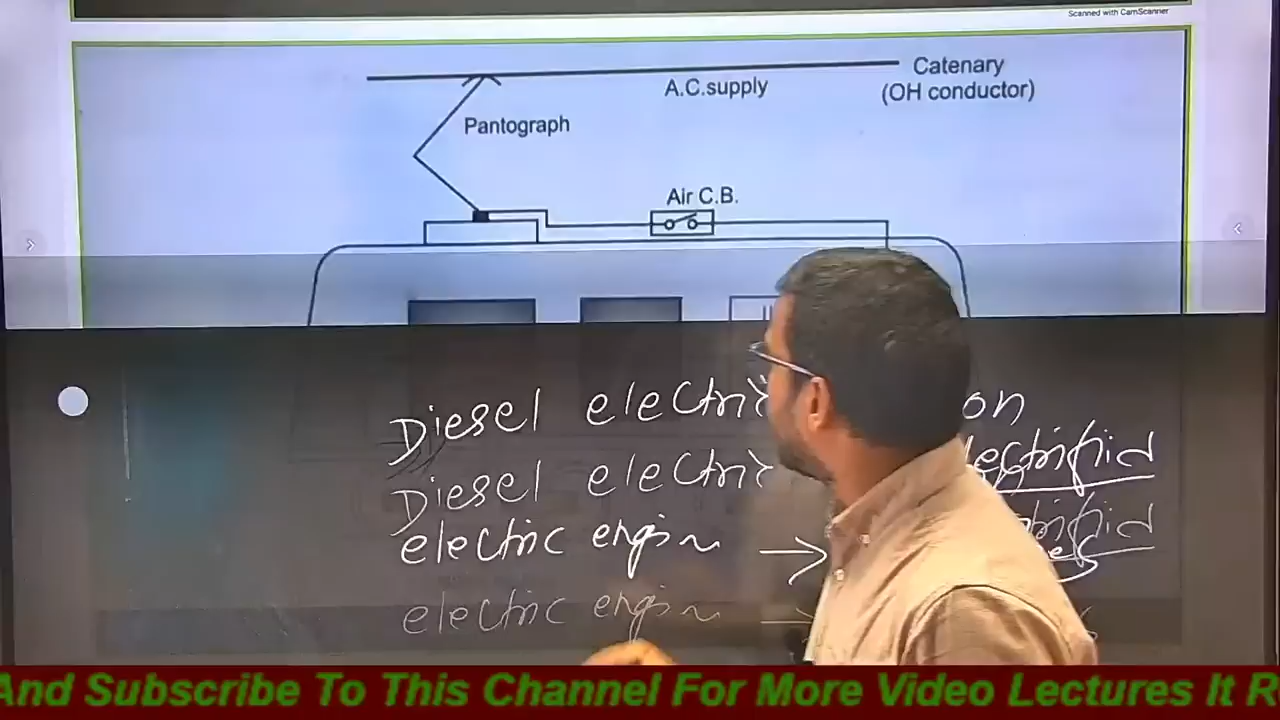 Scanned with CamScanner
Catenary
A.C.supply
(OH conductor)
Pantograph
Air C.B.
Diesel electric on
Diesel electric
electric engin →
electric engin
And Subscribe To This Channel For More Video Lectures It R